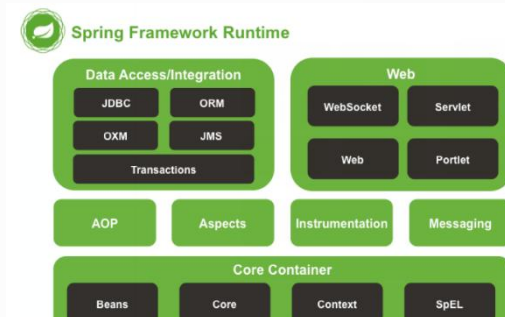 Spring Framework Runtime
Data Access/Integration
JDBC
ORM
OXM
JMS
Transactions
Web
WebSocket
Servlet
Web
Portlet
AOP
Aspects
Instrumentation
Messaging
Core Container
Beans
Core
Context
SpEL